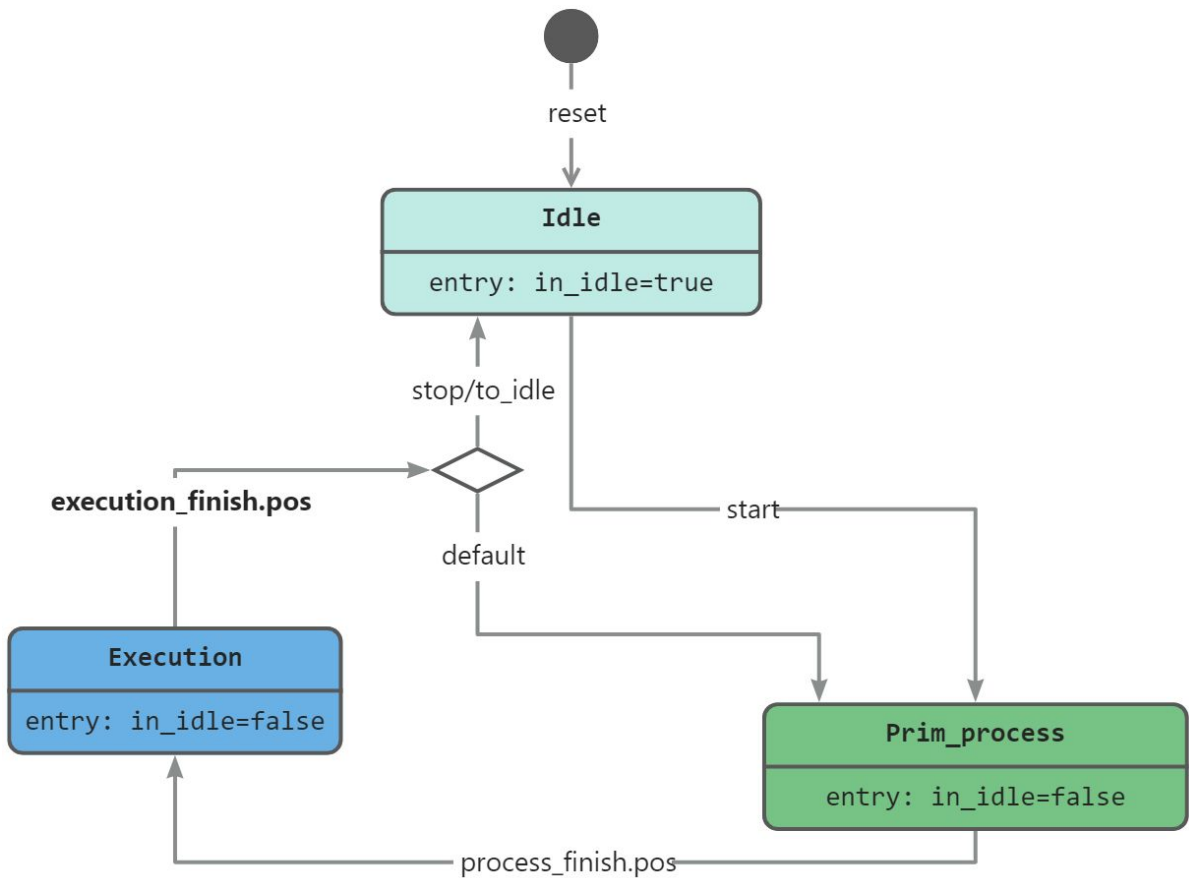 reset
Idle
entry: in_idle=true
stop/to_idle
execution_finish.pos
start
default
Execution
entry: in_idle=false
Prim_process
entry: in_idle=false
process_finish.pos